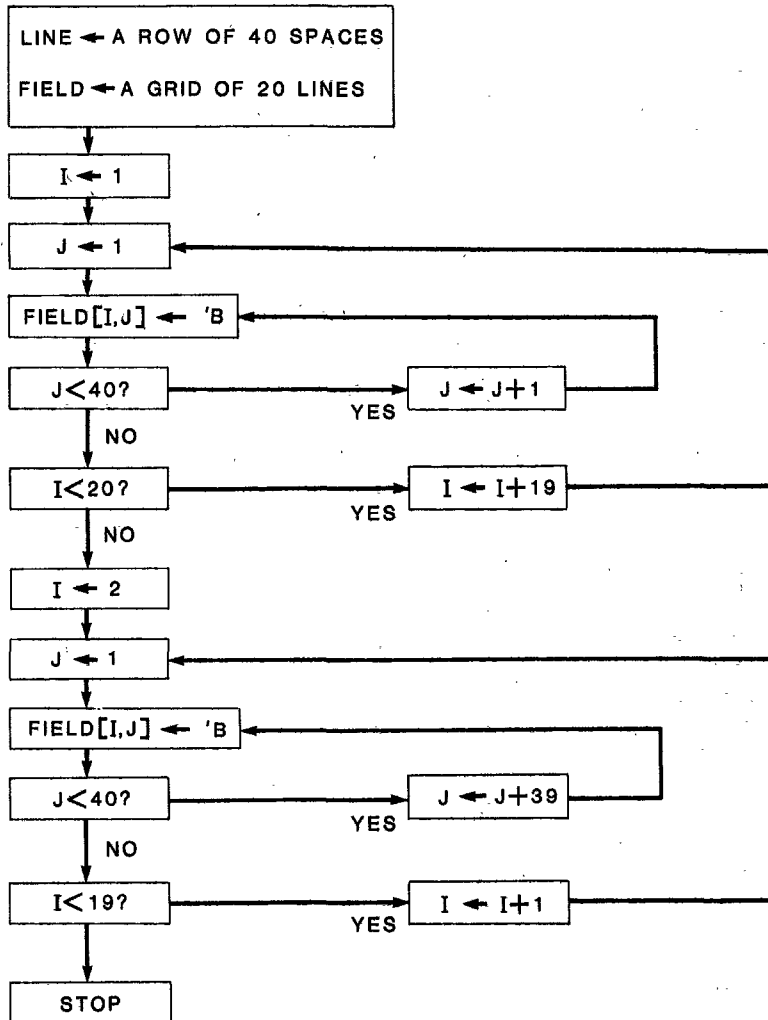 LINE ← A ROW OF 40 SPACES
FIELD ← A GRID OF 20 LINES
I ← 1
J ← 1
FIELD[I,J] ← 'B
J<40?
YES
J ← J+1
NO
I<20?
YES
I ← I+19
NO
I ← 2
J ← 1
FIELD[I,J] ← 'B
J<40?
YES
J ← J+39
NO
I<19?
YES
I ← I+1
STOP